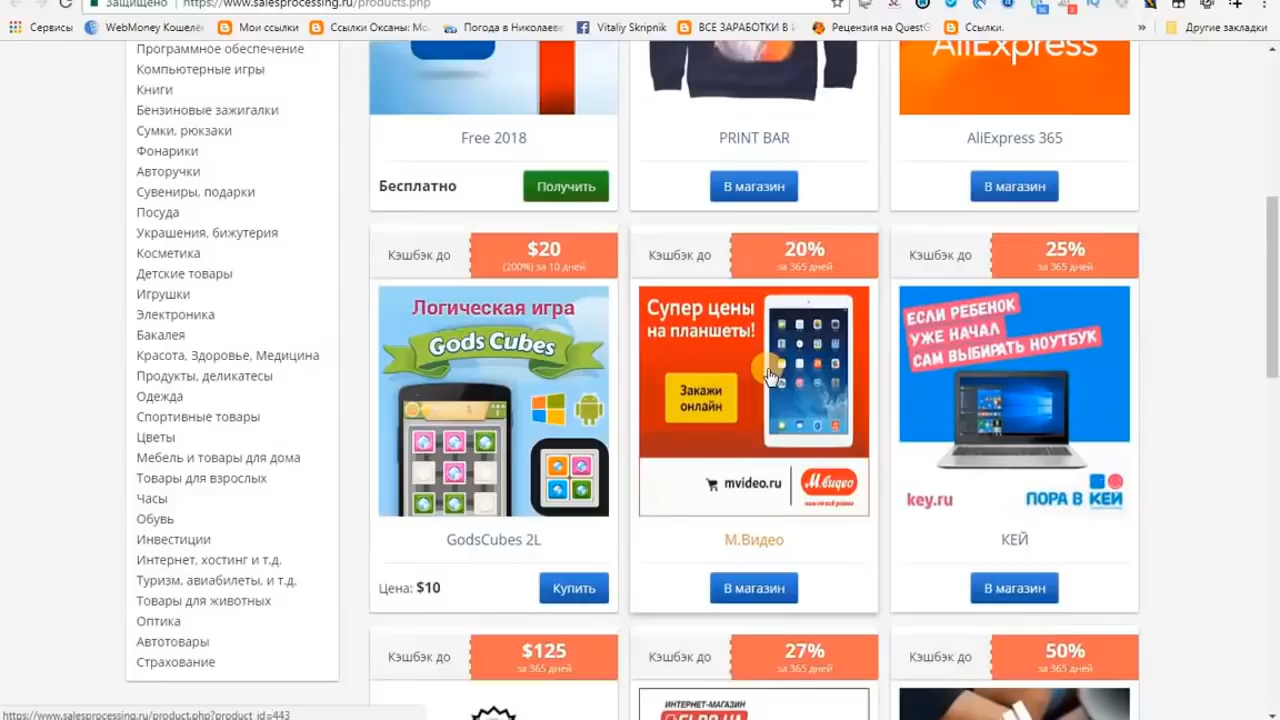 Защищено
https://www.salesprocessing.ru/products.php
Сервисы
WebMoney Кошелё
Мои ссылки
Ссылки Оксаны: Мо
Погода в Николаеве
Vitaliy Skripnik
ВСЕ ЗАРАБОТКИ В И
Рецензия на QuestG
Ссылки.
»
Другие закладки
Программное обеспечение
Компьютерные игры
Книги
Бензиновые зажигалки
Сумки, рюкзаки
Фонарики
Авторучки
Сувениры, подарки
Посуда
Украшения, бижутерия
Косметика
Детские товары
Игрушки
Электроника
Бакалея
Красота, Здоровье, Медицина
Продукты, деликатесы
Одежда
Спортивные товары
Цветы
Мебель и товары для дома
Товары для взрослых
Часы
Обувь
Инвестиции
Интернет, хостинг и т.д.
Туризм, авиабилеты, и т.д.
Товары для животных
Оптика
Автотовары
Страхование
AliExpress
Free 2018
PRINT BAR
AliExpress 365
Бесплатно
Получить
В магазин
В магазин
Кэшбэк до
$20
(200%) за 10 дней
Кэшбэк до
20%
за 365 дней
Кэшбэк до
25%
за 365 дней
Логическая игра
Gods Cubes
Супер цены
на планшеты!
Закажи
онлайн
mvideo.ru
М.видео
ЕСЛИ РЕБЕНОК
УЖЕ НАЧАЛ
САМ ВЫБИРАТЬ НОУТБУК
key.ru
ПОРА В КЕЙ
GodsCubes 2L
М.Видео
КЕЙ
Цена: $10
Купить
В магазин
В магазин
Кэшбэк до
$125
за 365 дней
Кэшбэк до
27%
за 365 дней
Кэшбэк до
50%
за 365 дней
ИНТЕРНЕТ-МАГАЗИН
https://www.salesprocessing.ru/product.php?product_id=443